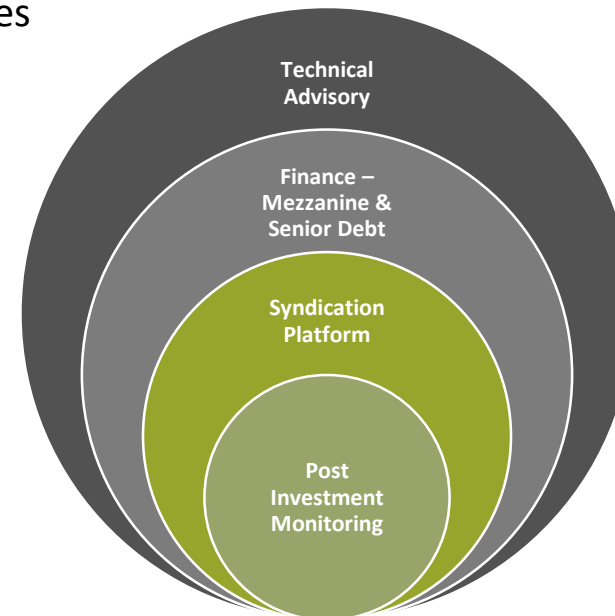 es
Technical
Advisory
Finance –
Mezzanine &
Senior Debt
Syndication
Platform
Post
Investment
Monitoring